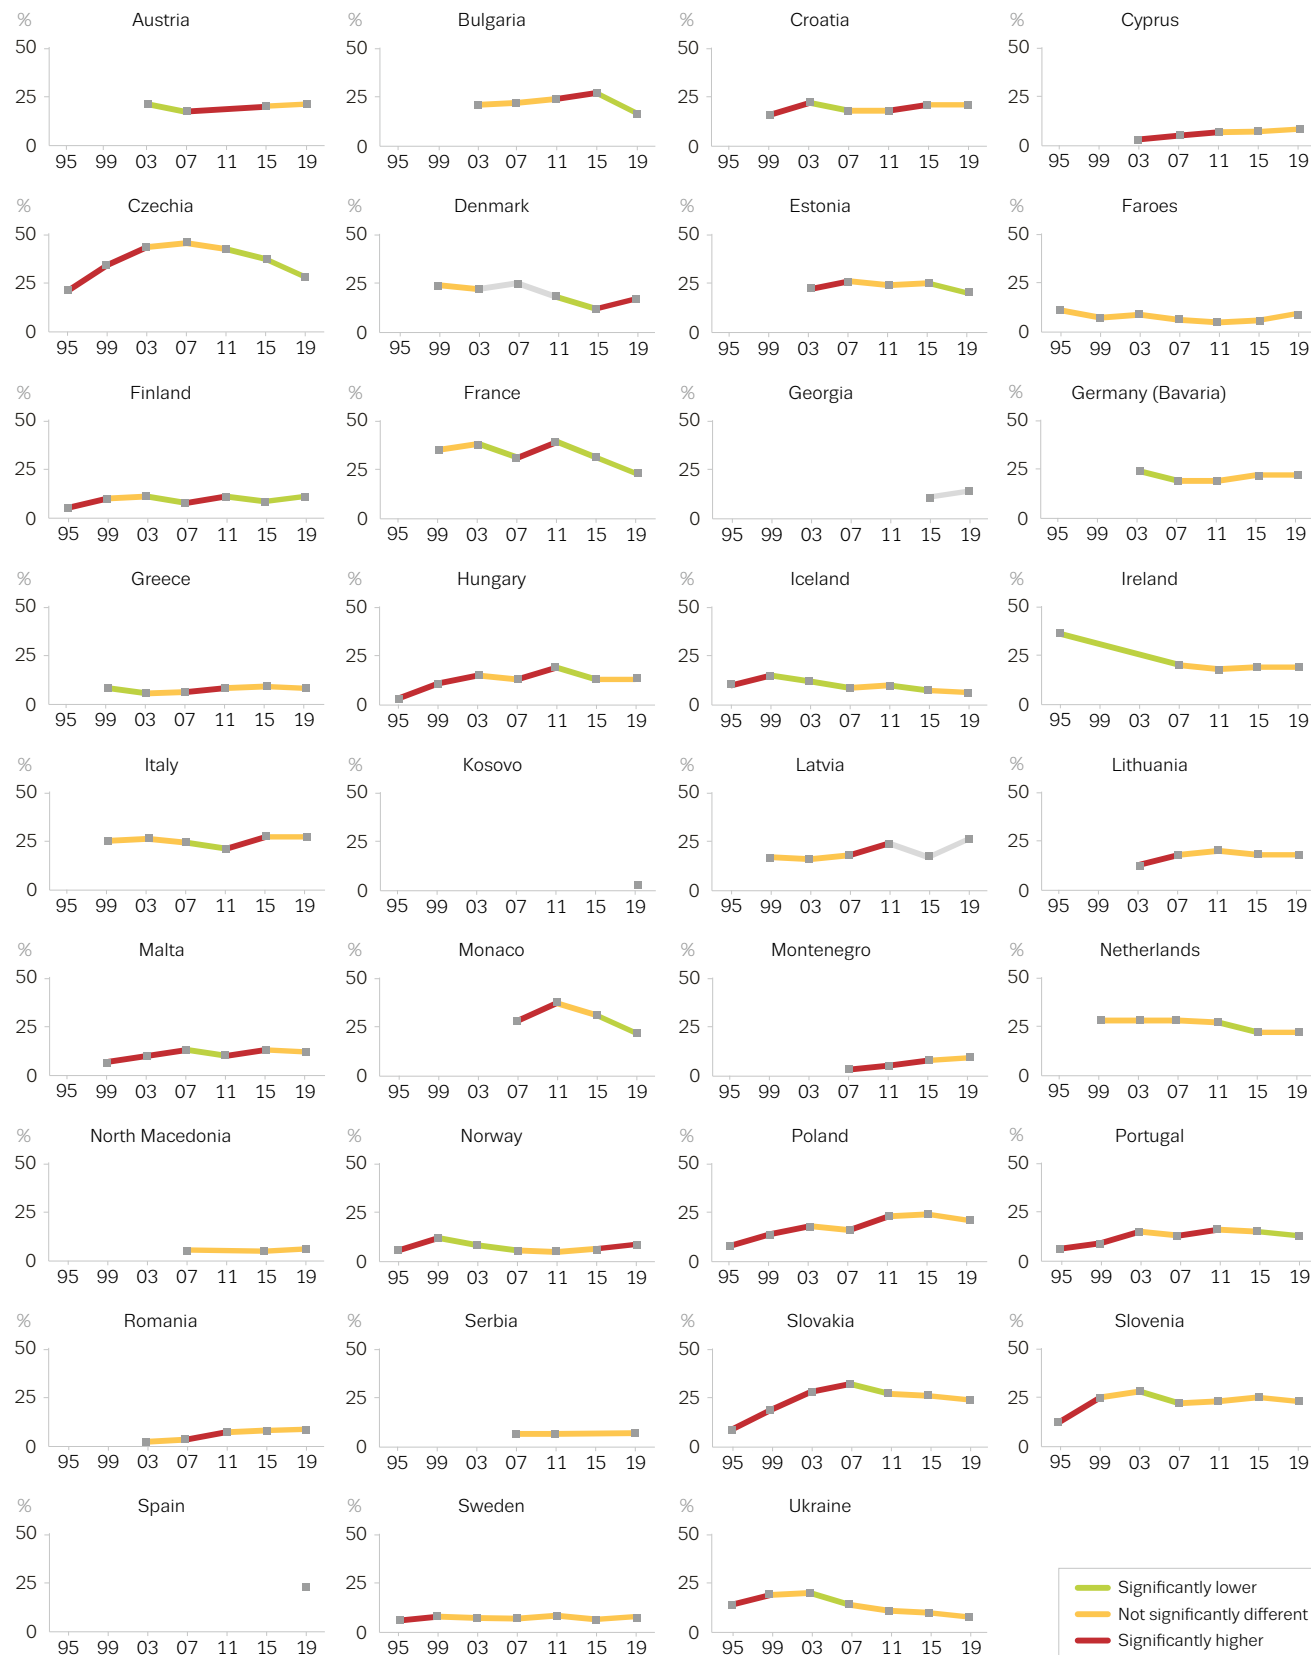 % Austria % Bulgaria % Croatia % Cyprus
50 50 50 50
25 25 25 25
0 0 0 0
95 99 03 07 11 15 19 95 99 03 07 11 15 19 95 99 03 07 11 15 19 95 99 03 07 11 15 19
% Czechia % Denmark % Estonia % Faroes
50 50 50 50
25 25 25 25
0 0 0 0
95 99 03 07 11 15 19 95 99 03 07 11 15 19 95 99 03 07 11 15 19 95 99 03 07 11 15 19
% Finland % France % Georgia % Germany (Bavaria)
50 50 50 50
25 25 25 25
0 0 0 0
95 99 03 07 11 15 19 95 99 03 07 11 15 19 95 99 03 07 11 15 19 95 99 03 07 11 15 19
% Greece % Hungary % Iceland % Ireland
50 50 50 50
25 25 25 25
0 0 0 0
95 99 03 07 11 15 19 95 99 03 07 11 15 19 95 99 03 07 11 15 19 95 99 03 07 11 15 19
% Italy % Kosovo % Latvia % Lithuania
50 50 50 50
25 25 25 25
0 0 0 0
95 99 03 07 11 15 19 95 99 03 07 11 15 19 95 99 03 07 11 15 19 95 99 03 07 11 15 19
% Malta % Monaco % Montenegro % Netherlands
50 50 50 50
25 25 25 25
0 0 0 0
95 99 03 07 11 15 19 95 99 03 07 11 15 19 95 99 03 07 11 15 19 95 99 03 07 11 15 19
% North Macedonia % Norway % Poland % Portugal
50 50 50 50
25 25 25 25
0 0 0 0
95 99 03 07 11 15 19 95 99 03 07 11 15 19 95 99 03 07 11 15 19 95 99 03 07 11 15 19
% Romania % Serbia % Slovakia % Slovenia
50 50 50 50
25 25 25 25
0 0 0 0
95 99 03 07 11 15 19 95 99 03 07 11 15 19 95 99 03 07 11 15 19 95 99 03 07 11 15 19
% Spain % Sweden % Ukraine
50 50 50
25 25 25
0 0 0
95 99 03 07 11 15 19 95 99 03 07 11 15 19 95 99 03 07 11 15 19
Significantly lower
Not significantly different
Significantly higher